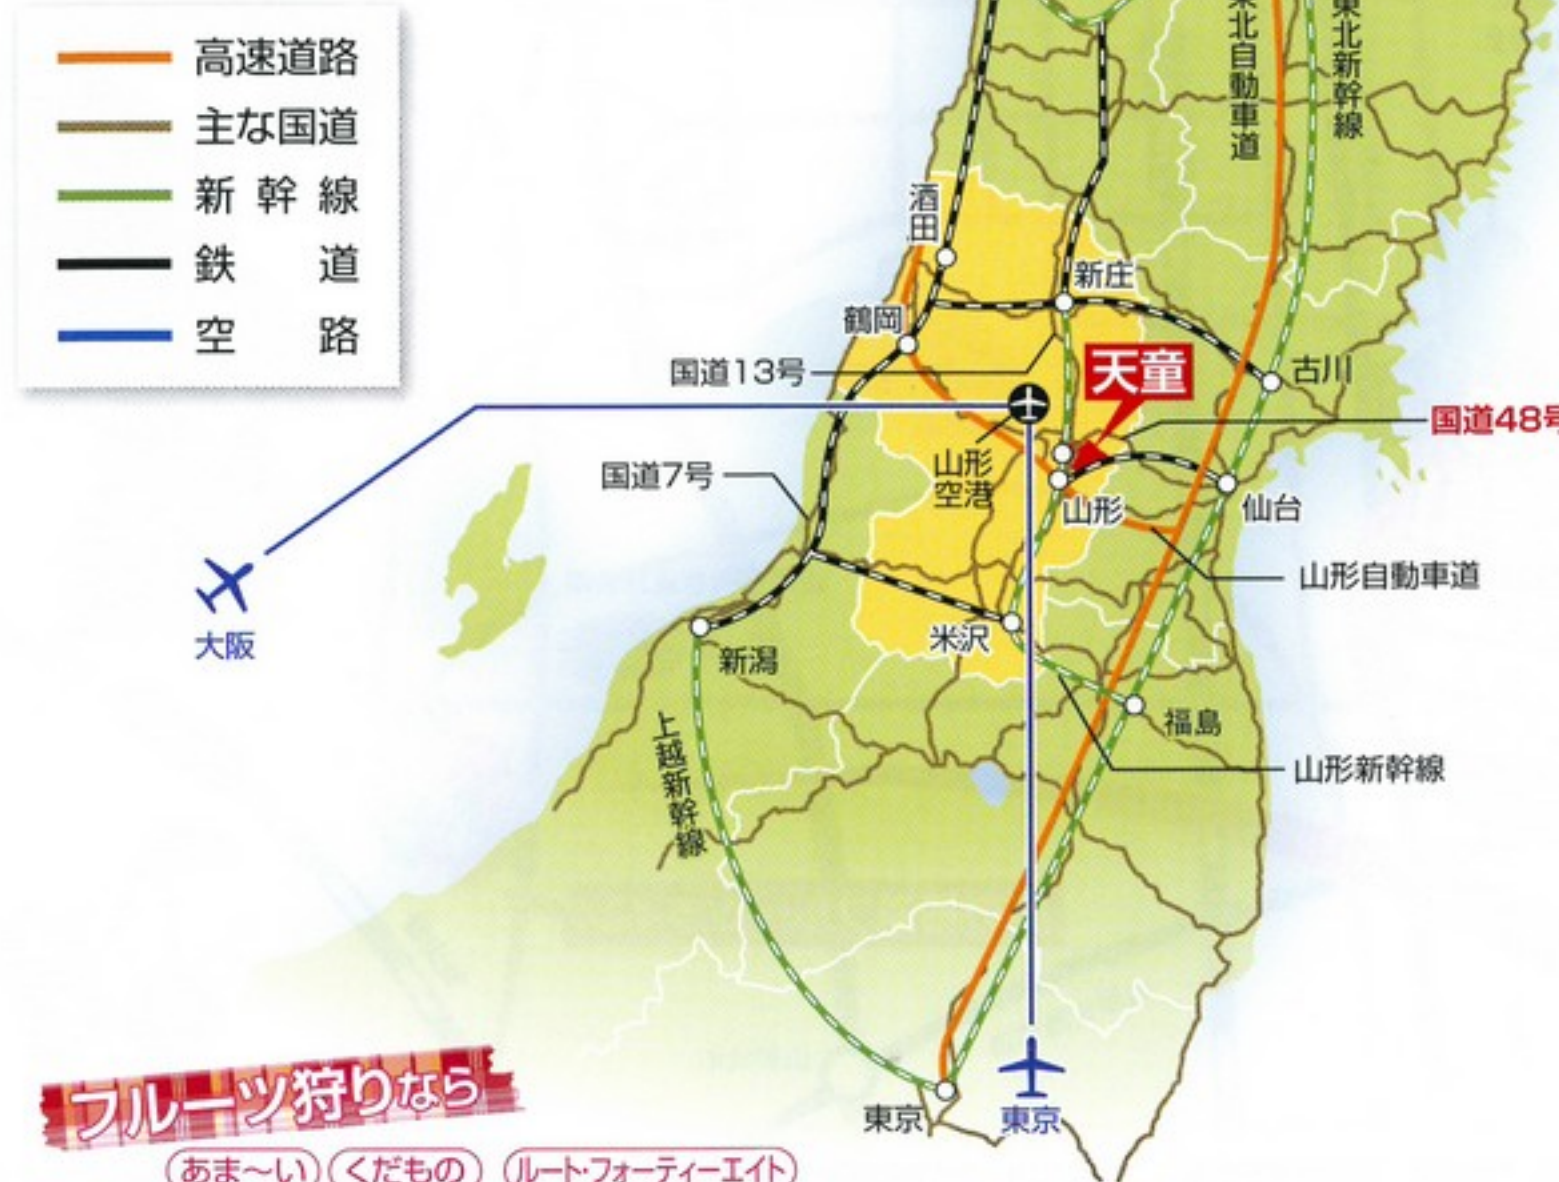 高速道路
主な国道
新幹線
鉄道
空路
東北自動車道
東北新幹線
酒田
新庄
鶴岡
国道13号
天童
古川
国道48号
山形空港
国道7号
山形
仙台
山形自動車道
大阪
米沢
新潟
福島
上越新幹線
山形新幹線
フルーツ狩りなら
東京
東京
あま〜い
くだもの
ルート・フォーティーエイト